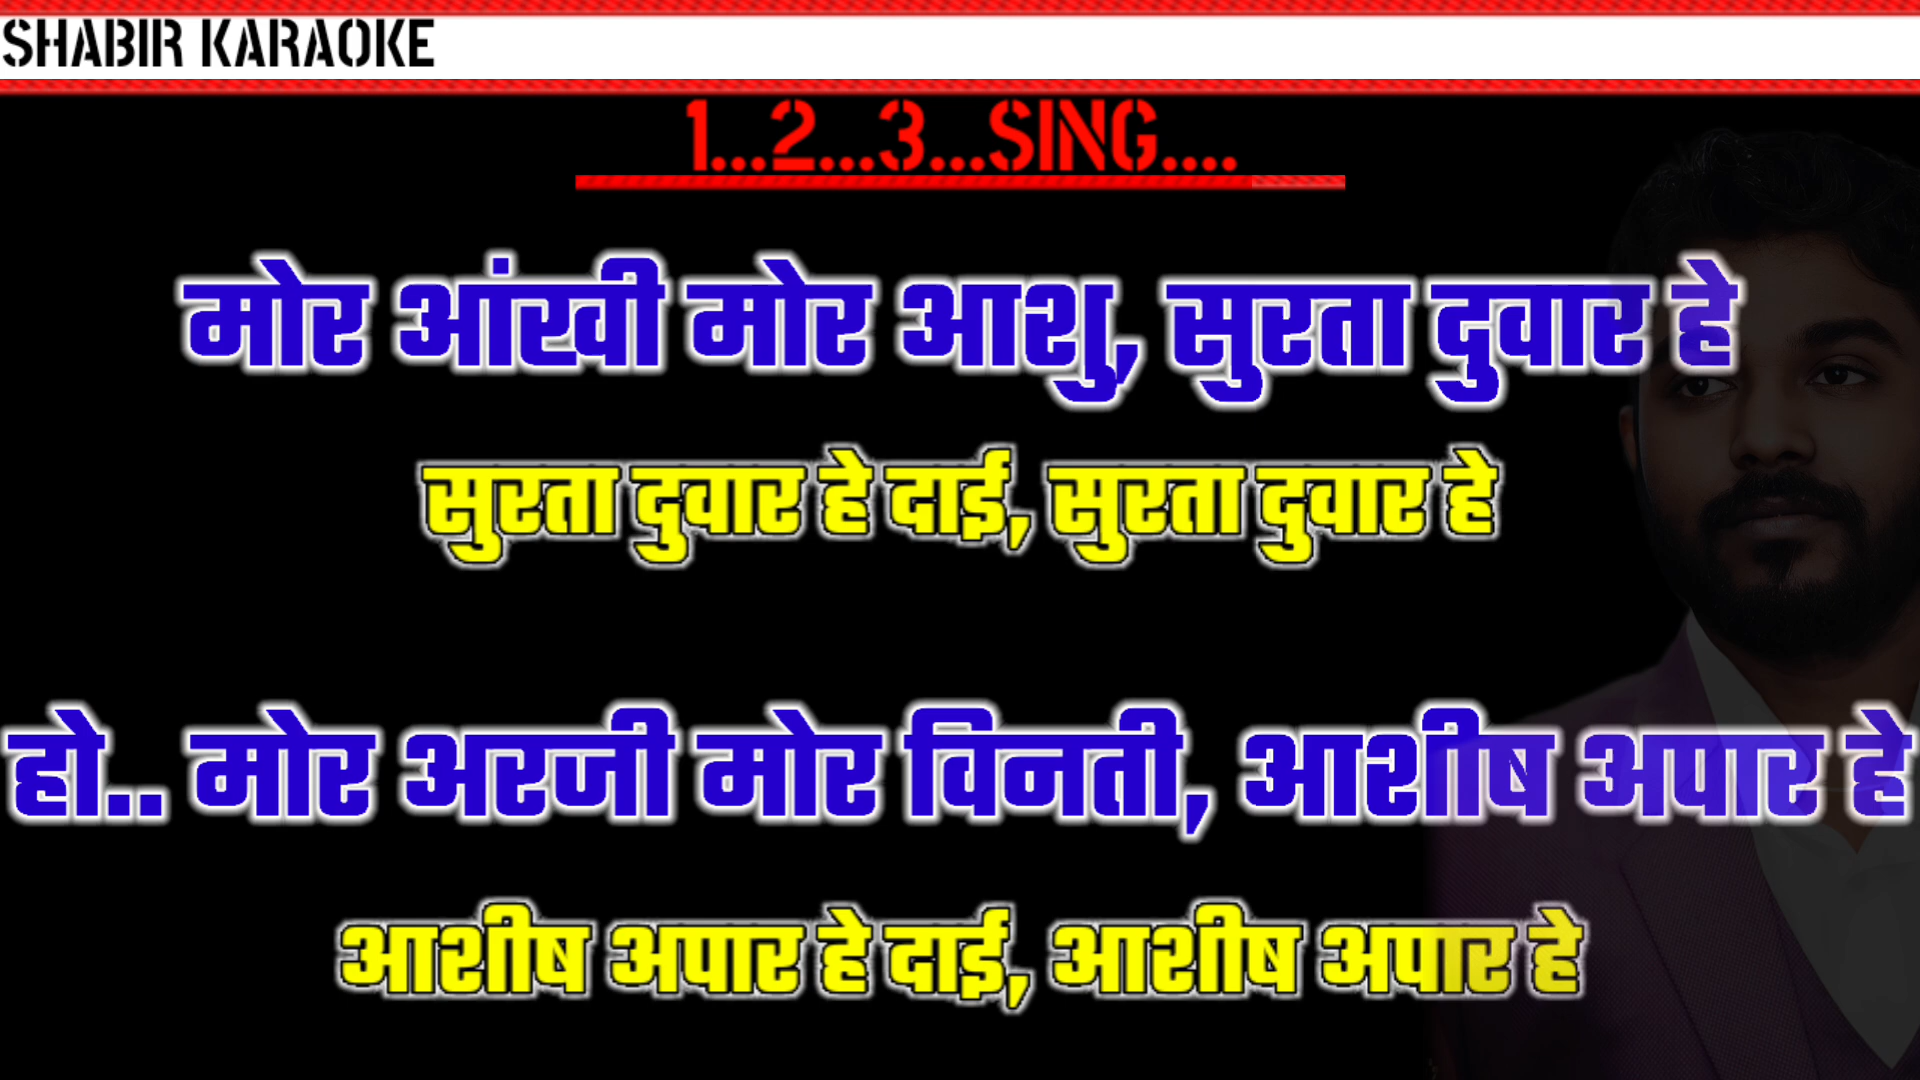 SHABIR KARAOKE
1...2...3...SING....
मोर आंखी मोर आशु, सुरता दुवार हे
सुरता दुवार हे दाई, सुरता दुवार हे
हो.. मोर अरजी मोर विनती, आशीष अपार हे
आशीष अपार हे दाई, आशीष अपार हे